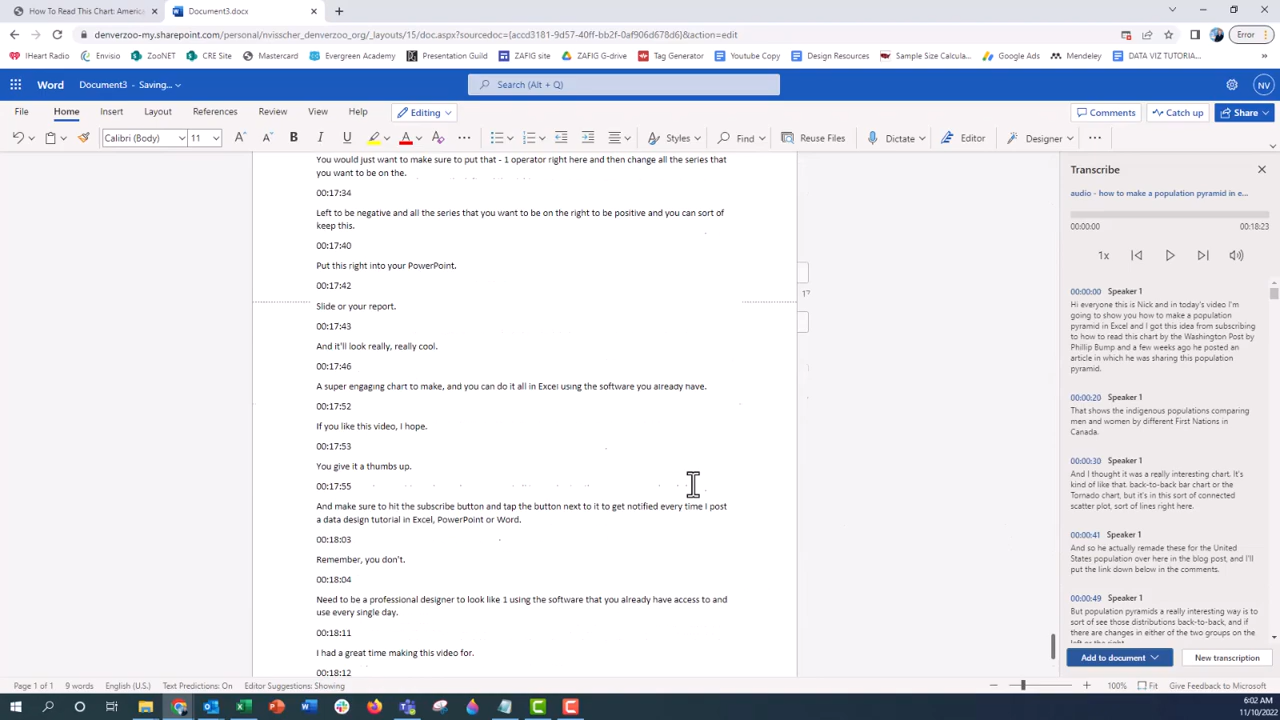 How To Read This Chart: America
Document3.docx
denverzoo-my.sharepoint.com/personal/nvisscher_denverzoo_org/_layouts/15/doc.aspx?sourcedoc={accd3181-9d57-40ff-bb2f-0af906d678d6}&action=edit
Error
IHeart Radio
Envisio
ZooNET
CRE Site
Mastercard
Evergreen Academy
Presentation Guild
ZAFIG site
ZAFIG G-drive
Tag Generator
Youtube Copy
Design Resources
Sample Size Calcula...
Google Ads
Mendeley
DATA VIZ TUTORIAL...
Word
Document3 - Saving...
Search (Alt + Q)
NV
File
Home
Insert
Layout
References
Review
View
Help
Editing
Comments
Catch up
Share
Calibri (Body)
11
Styles
Find
Reuse Files
Dictate
Editor
Designer
You would just want to make sure to put that - 1 operator right here and then change all the series that
you want to be on the.
00:17:34
Left to be negative and all the series that you want to be on the right to be positive and you can sort of
keep this.
00:17:40
Put this right into your PowerPoint.
00:17:42
Slide or your report.
00:17:43
And it'll look really, really cool.
00:17:46
A super engaging chart to make, and you can do it all in Excel using the software you already have.
00:17:52
If you like this video, I hope.
00:17:53
You give it a thumbs up.
00:17:55
And make sure to hit the subscribe button and tap the button next to it to get notified every time I post
a data design tutorial in Excel, PowerPoint or Word.
00:18:03
Remember, you don't.
00:18:04
Need to be a professional designer to look like 1 using the software that you already have access to and
use every single day.
00:18:11
I had a great time making this video for.
00:18:12
Transcribe
audio - how to make a population pyramid in e...
00:00:00
00:18:23
1x
00:00:00 Speaker 1
Hi everyone this is Nick and in today's video I'm
going to show you how to make a population
pyramid in Excel and I got this idea from subscribing
to how to read this chart by the Washington Post by
Phillip Bump and a few weeks ago he posted an
article in which he was sharing this population
pyramid.
00:00:20 Speaker 1
That shows the indigenous populations comparing
men and women by different First Nations in
Canada.
00:00:30 Speaker 1
And I thought it was a really interesting chart. It's
kind of like that. back-to-back bar chart or the
Tornado chart, but it's in this sort of connected
scatter plot, sort of lines right here.
00:00:41 Speaker 1
And so he actually remade these for the United
States population over here in the blog post, and I'll
put the link down below in the comments.
00:00:49 Speaker 1
But population pyramids a really interesting way is to
sort of see those distributions back-to-back, and if
there are changes in either of the two groups on the
Add to document
New transcription
Page 1 of 1
9 words
English (U.S.)
Text Predictions: On
Editor Suggestions: Showing
100%
Fit
Give Feedback to Microsoft
6:02 AM
11/10/2022